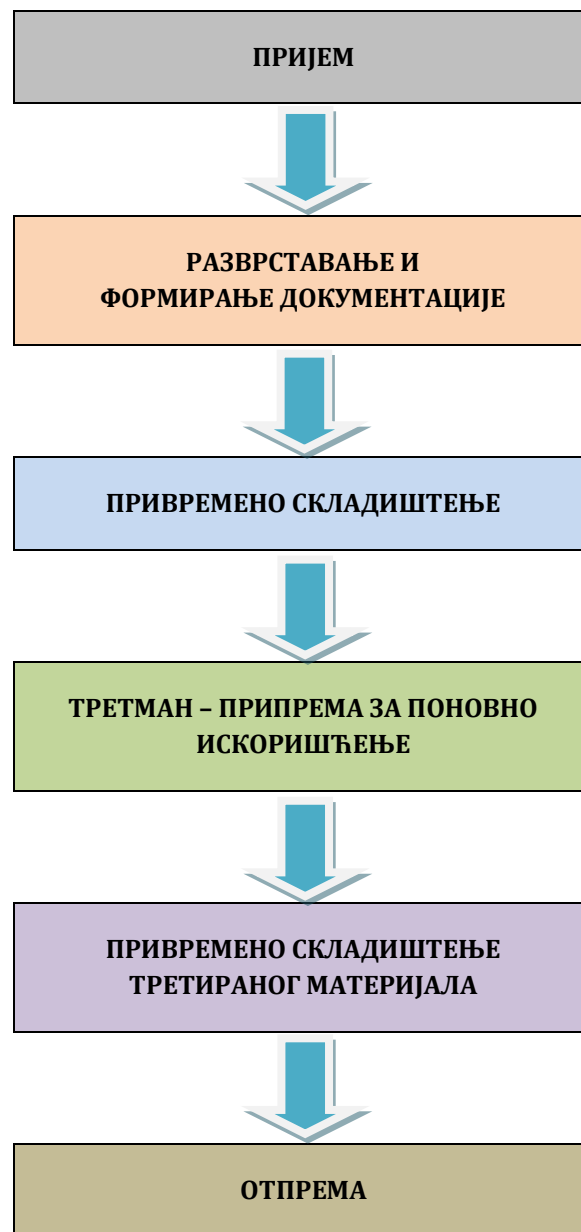 ПРИЈЕМ
РАЗВРСТАВАЊЕ И
ФОРМИРАЊЕ ДОКУМЕНТАЦИЈЕ
ПРИВРЕМЕНО СКЛАДИШТЕЊЕ
ТРЕТМАН – ПРИПРЕМА ЗА ПОНОВНО
ИСКОРИШЋЕЊЕ
ПРИВРЕМЕНО СКЛАДИШТЕЊЕ
ТРЕТИРАНОГ МАТЕРИЈАЛА
ОТПРЕМА